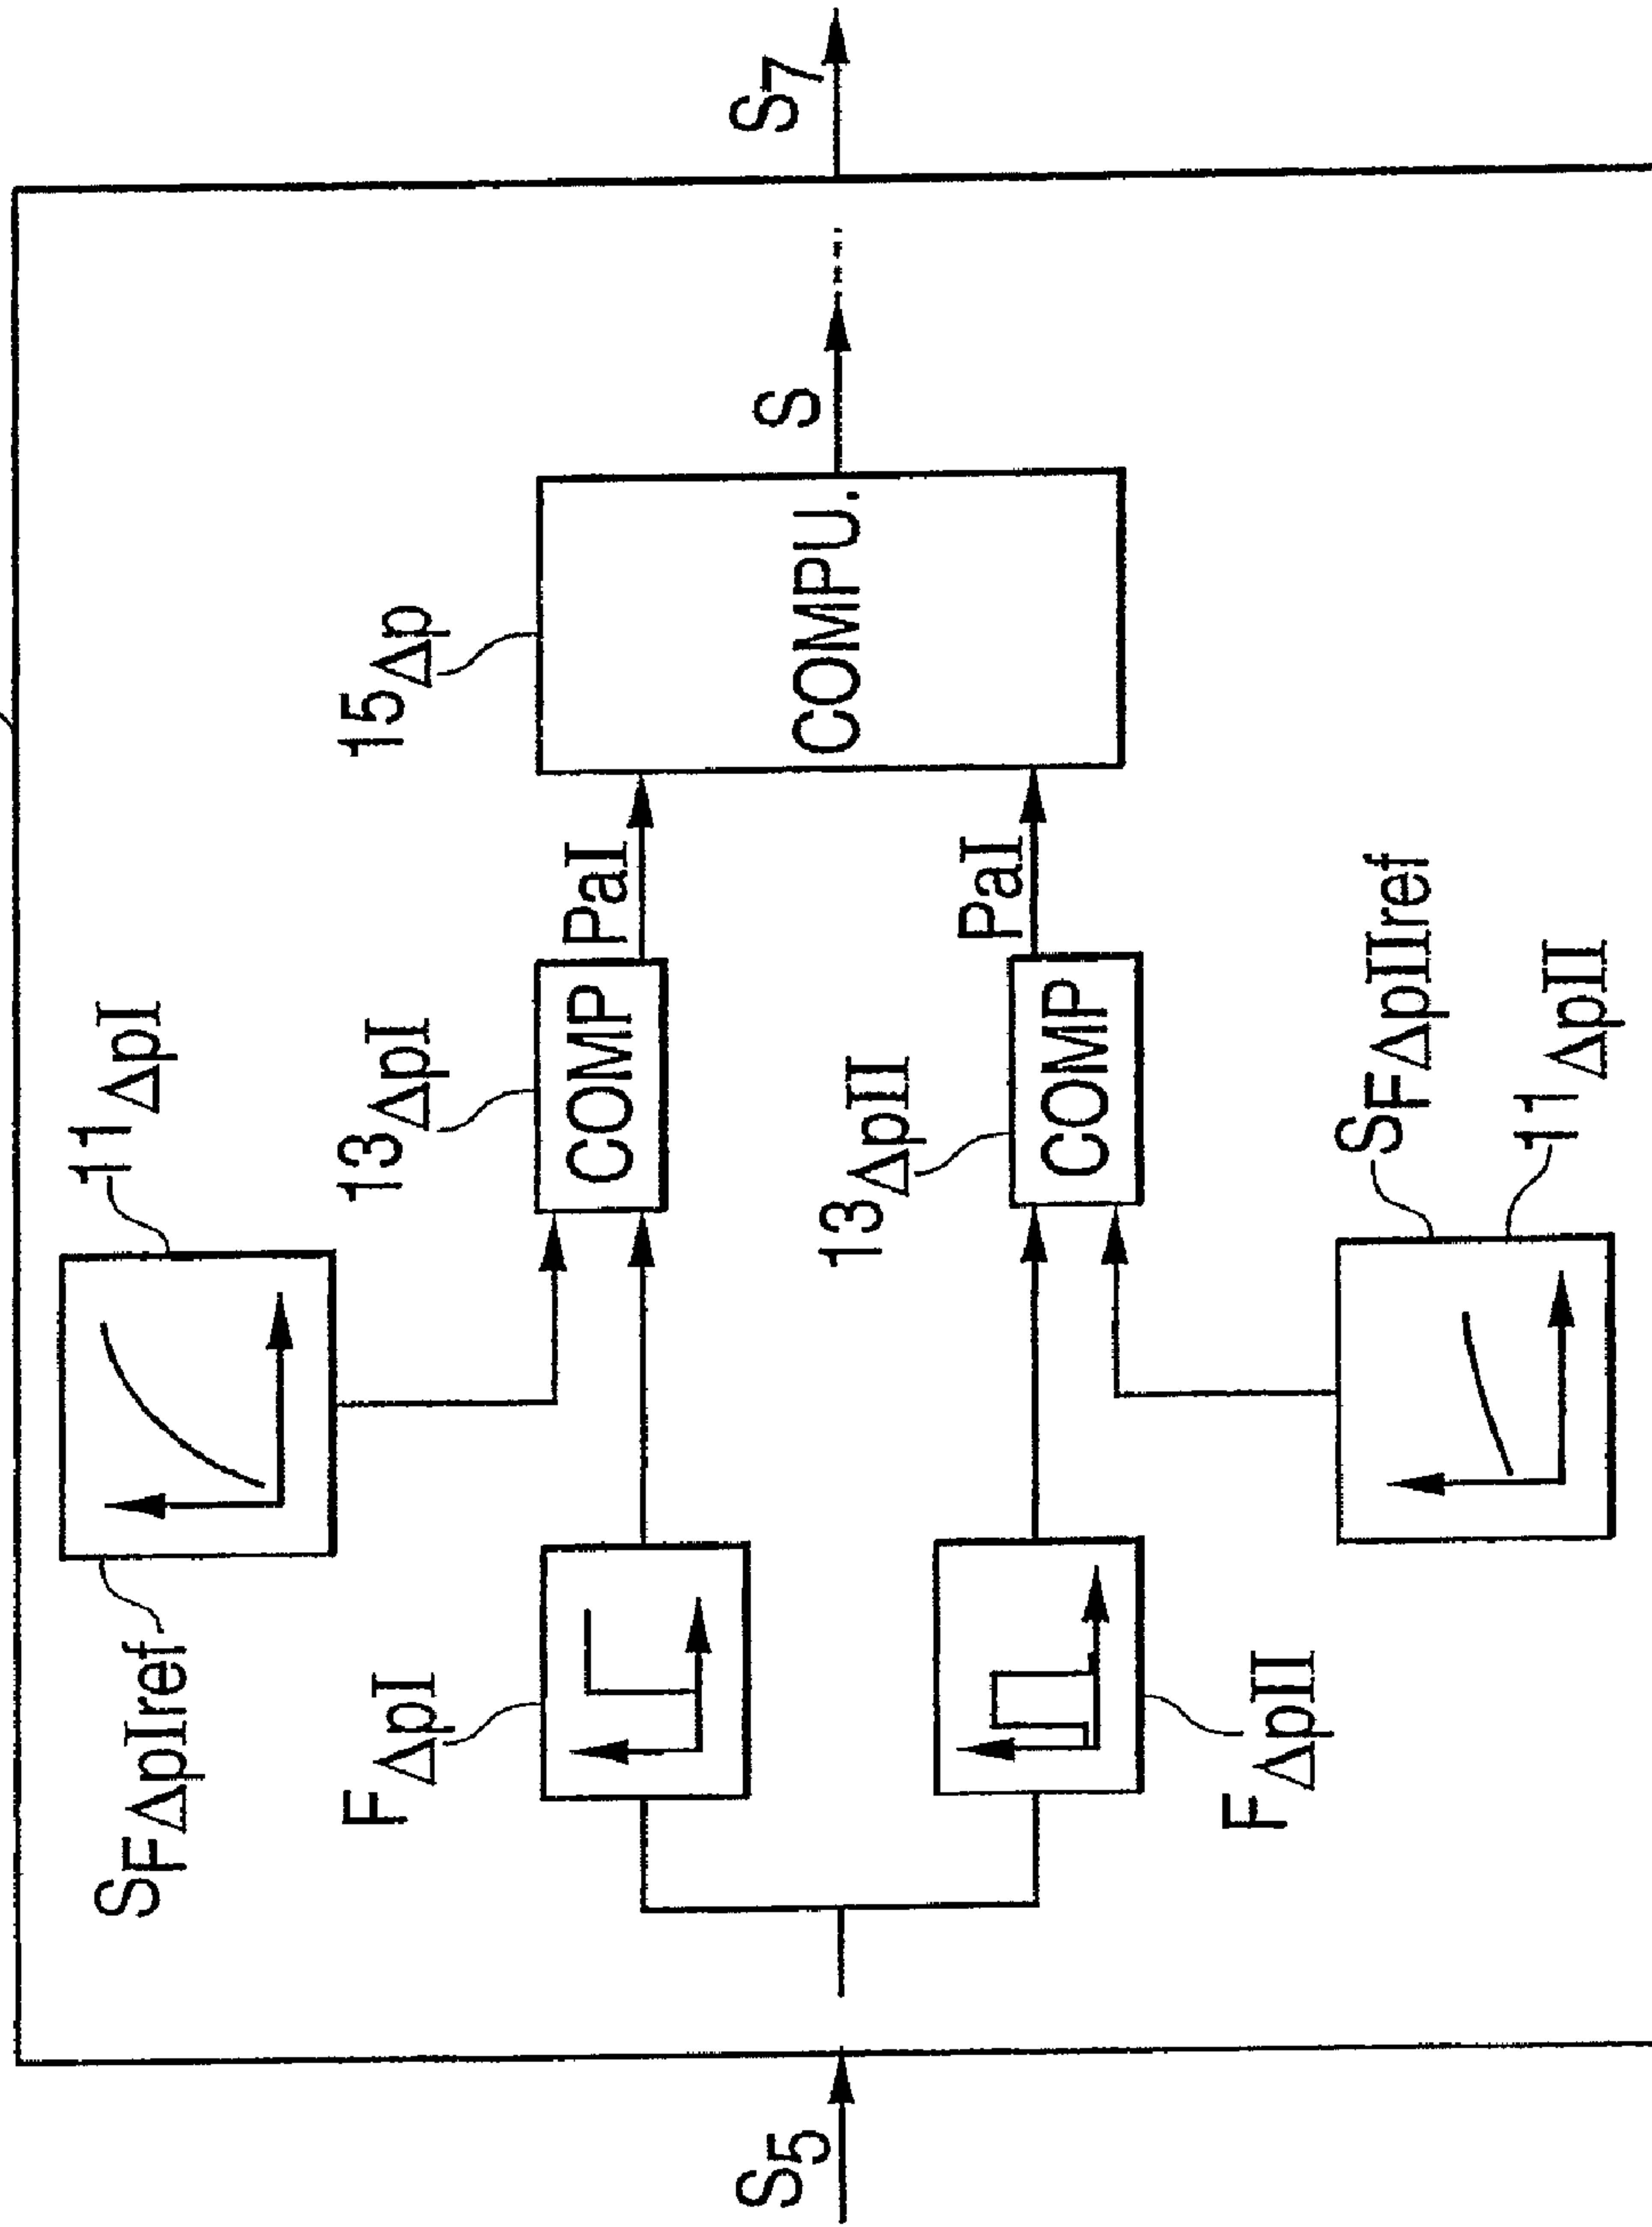 S5
SFΔpIref
11ΔpI
FΔpI
13ΔpI
COMP
PaI
15Δp
COMPU.
S
S7
FΔpII
13ΔpII
COMP
PaI
SFΔpIIref
11ΔpII